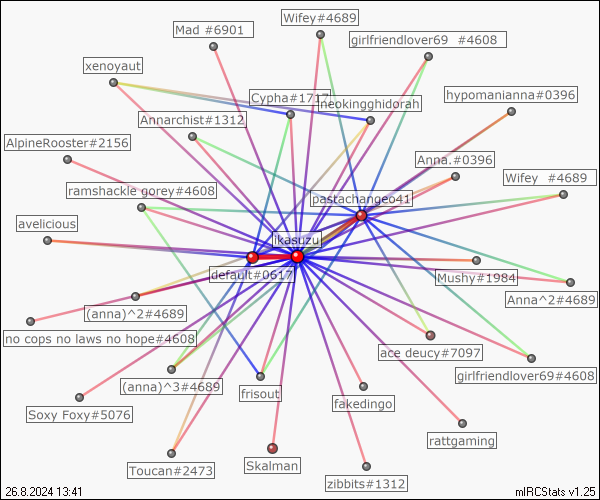 Wifey#4689
Mad #6901
girlfriendlover69 #4608
xenoyaut
Cypha#1717
neokingghidorah
hypomanianna#0396
Annarchist#1312
AlpineRooster#2156
Anna.#0396
ramshackle gorey#4608
pastachangeo41
Wifey #4689
avelicious
ikasuzu
default#0617
Mushy#1984
Anna^2#4689
(anna)^2#4689
no cops no laws no hope#4608
ace deucy#7097
(anna)^3#4689
frisout
girlfriendlover69#4608
fakedingo
Soxy Foxy#5076
rattgaming
Toucan#2473
Skalman
zibbits#1312
26.8.2024 13:41
mIRCStats v1.25